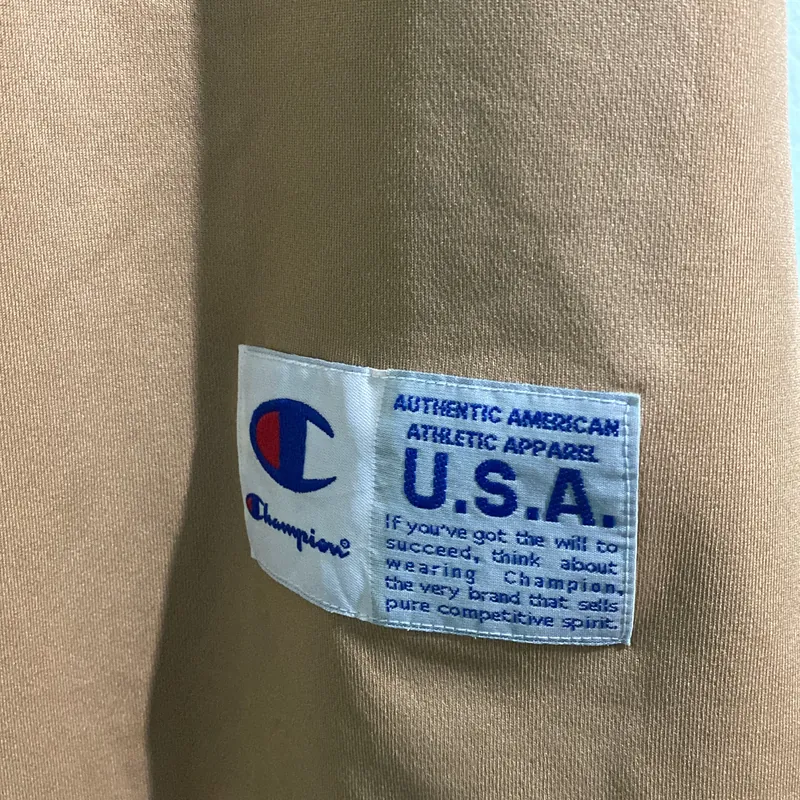 Champion®
AUTHENTIC AMERICAN
ATHLETIC APPAREL
U.S.A.
If you've got the will to
succeed, think about
wearing Champion,
the very brand that sells
pure competitive spirit.